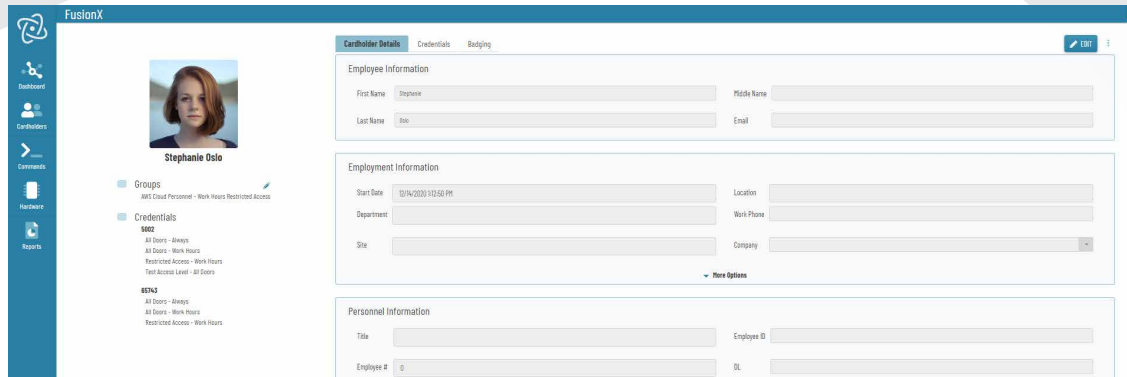 FusionX
Dashboard
Cardholders
Commands
Hardware
Reports
Stephanie Oslo
Groups
AWS Cloud Personnel - Work Hours Restricted Access
Credentials
5002
All Doors - Always
All Doors - Work Hours
Restricted Access - Work Hours
Test Access Level - All Doors
65743
All Doors - Always
All Doors - Work Hours
Restricted Access - Work Hours
Cardholder Details Credentials Badging
EDIT
Employee Information
First Name Stephanie Middle Name
Last Name Oslo Email
Employment Information
Start Date 12/14/2020 1:12:50 PM Location
Department Work Phone
Site Company
More Options
Personnel Information
Title Employee ID
Employee # 0 DL